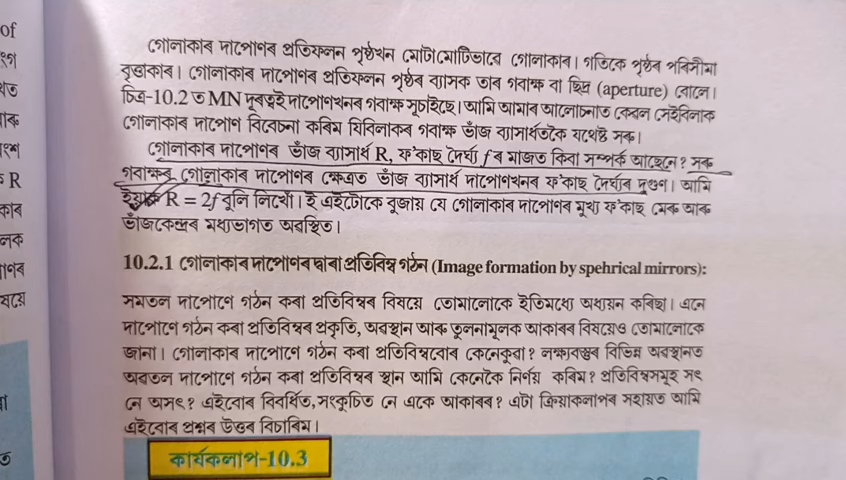 গোলাকাৰ দাপোণৰ প্ৰতিফলন পৃষ্ঠখন মোটামোটিভাৱে গোলাকাৰ। গতিকে পৃষ্ঠৰ পৰিসীমা
বৃত্তাকাৰ। গোলাকাৰ দাপোণৰ প্ৰতিফলন পৃষ্ঠৰ ব্যাসক তাৰ গবাক্ষ বা ছিদ্ৰ (aperture) বোলে।
চিত্ৰ-10.2 ত MN দূৰত্বই দাপোণখনৰ গবাক্ষ সূচাইছে। আমি আমাৰ আলোচনাত কেৱল সেইবিলাক
গোলাকাৰ দাপোণ বিবেচনা কৰিম যিবিলাকৰ গবাক্ষ ভাঁজ ব্যাসাৰ্ধতকৈ যথেষ্ট সৰু।
গোলাকাৰ দাপোণৰ ভাঁজ ব্যাসাৰ্ধ R, ফ'কাছ দৈৰ্ঘ্য f ৰ মাজত কিবা সম্পৰ্ক আছেনে? সৰু
গবাক্ষৰ গোলাকাৰ দাপোণৰ ক্ষেত্ৰত ভাঁজ ব্যাসাৰ্ধ দাপোণখনৰ ফ'কাছ দৈৰ্ঘ্যৰ দুগুণ। আমি
ইয়াক R = 2f বুলি লিখোঁ। ই এইটোকে বুজায় যে গোলাকাৰ দাপোণৰ মুখ্য ফ'কাছ মেৰু আৰু
ভাঁজকেন্দ্ৰৰ মধ্যভাগত অৱস্থিত।
10.2.1 গোলাকাৰ দাপোণৰ দ্বাৰা প্ৰতিবিম্ব গঠন (Image formation by spehrical mirrors):
সমতল দাপোণে গঠন কৰা প্ৰতিবিম্বৰ বিষয়ে তোমালোকে ইতিমধ্যে অধ্যয়ন কৰিছা। এনে
দাপোণে গঠন কৰা প্ৰতিবিম্বৰ প্ৰকৃতি, অৱস্থান আৰু তুলনামূলক আকাৰৰ বিষয়েও তোমালোকে
জানা। গোলাকাৰ দাপোণে গঠন কৰা প্ৰতিবিম্ববোৰ কেনেকুৱা? লক্ষ্যবস্তুৰ বিভিন্ন অৱস্থানত
অৱতল দাপোণে গঠন কৰা প্ৰতিবিম্বৰ স্থান আমি কেনেকৈ নিৰ্ণয় কৰিম? প্ৰতিবিম্বসমূহ সৎ
নে অসৎ? এইবোৰ বিবৰ্ধিত, সংকুচিত নে একে আকাৰৰ? এটা ক্ৰিয়াকলাপৰ সহায়ত আমি
এইবোৰ প্ৰশ্নৰ উত্তৰ বিচাৰিম।
কাৰ্যকলাপ-10.3